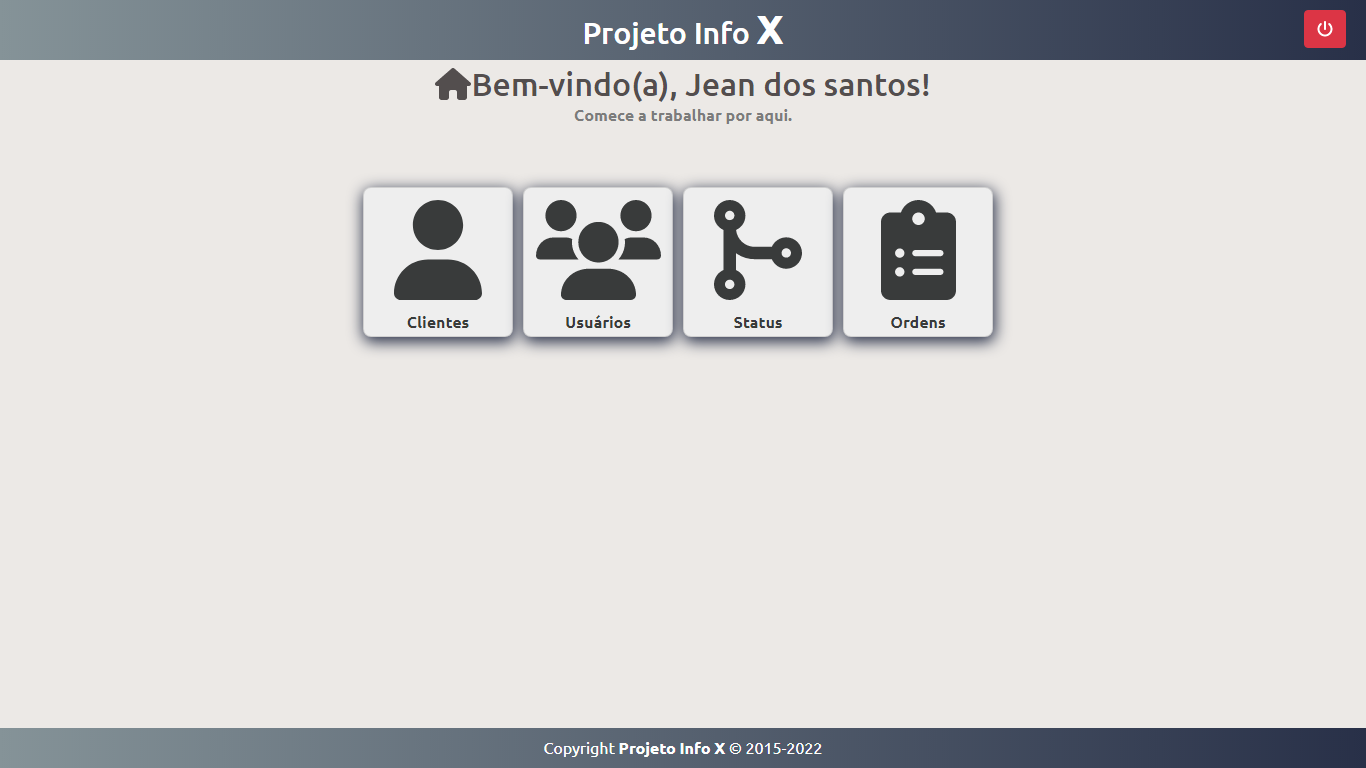 Projeto Info X
Bem-vindo(a), Jean dos santos!
Comece a trabalhar por aqui.
Clientes
Usuários
Status
Ordens
Copyright Projeto Info X © 2015-2022